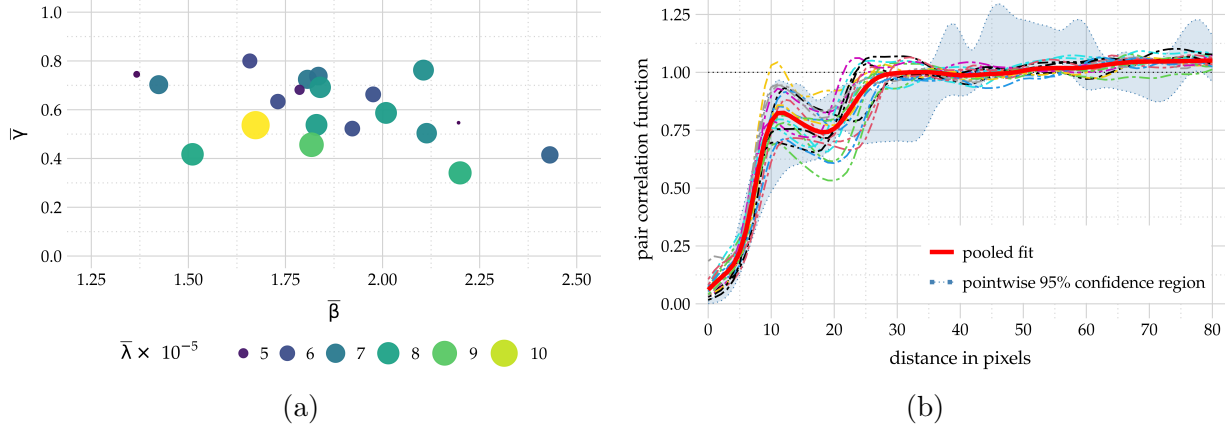 1.0
0.8
0.6
0.4
0.2
0.0
γ̅
1.25 1.50 1.75 2.00 2.25 2.50
β̅
λ̅ × 10⁻⁵ 5 6 7 8 9 10
(a)
1.25
1.00
0.75
0.50
0.25
0.00
pair correlation function
pooled fit
pointwise 95% confidence region
0 10 20 30 40 50 60 70 80
distance in pixels
(b)